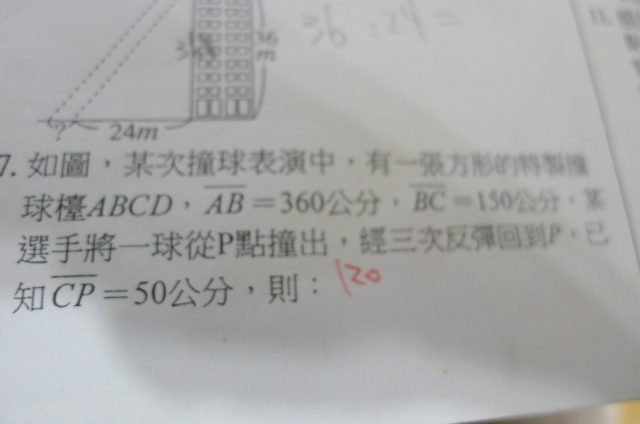 36 : 24 =
36
m
? 24m
7. 如圖，某次撞球表演中，有一張方形的特製撞
球檯ABCD，AB＝360公分，BC＝150公分，某
選手將一球從P點撞出，經三次反彈回到P，已
知CP＝50公分，則： 120
11.